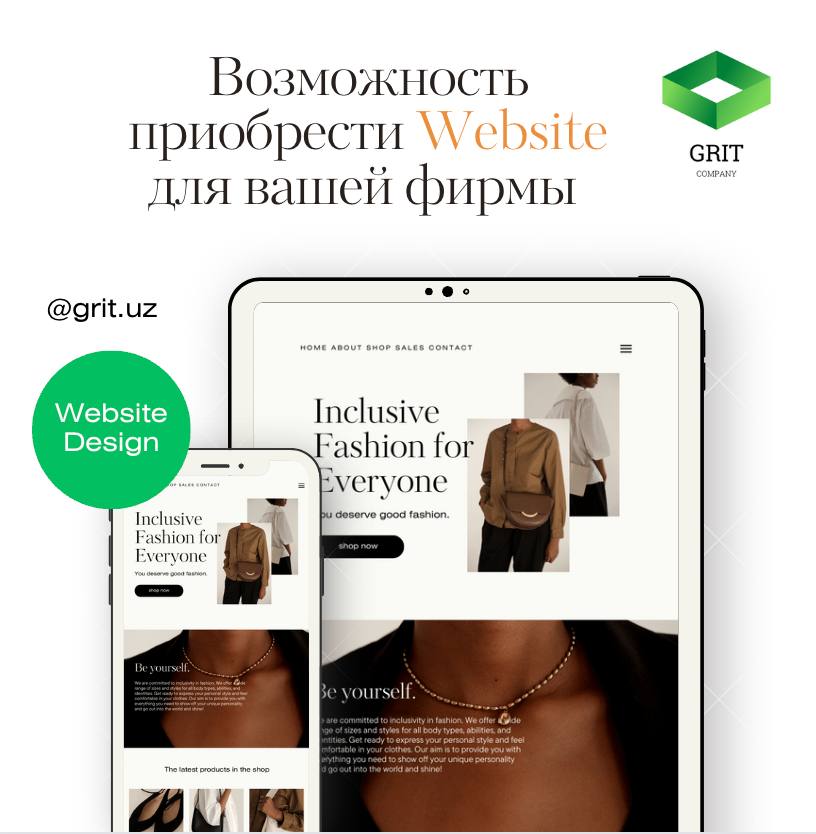 Возможность
приобрести Website
для вашей фирмы
GRIT
COMPANY
@grit.uz
Website
Design
HOME ABOUT SHOP SALES CONTACT
Inclusive
Fashion for
Everyone
ou deserve good fashion.
shop now
Be yourself.
are committed to inclusivity in fashion. We offer a wide
nge of sizes and styles for all body types, abilities, and
ntities. Get ready to express your personal style and feel
mfortable in your clothes. Our aim is to provide you with
erything you need to show off your unique personality
d go out into the world and shine!
OP SALES CONTACT
Inclusive
Fashion for
Everyone
You deserve good fashion.
shop now
Be yourself.
We are committed to inclusivity in fashion. We offer a wide
range of sizes and styles for all body types, abilities, and
identities. Get ready to express your personal style and feel
comfortable in your clothes. Our aim is to provide you with
everything you need to show off your unique personality
and go out into the world and shine!
The latest products in the shop